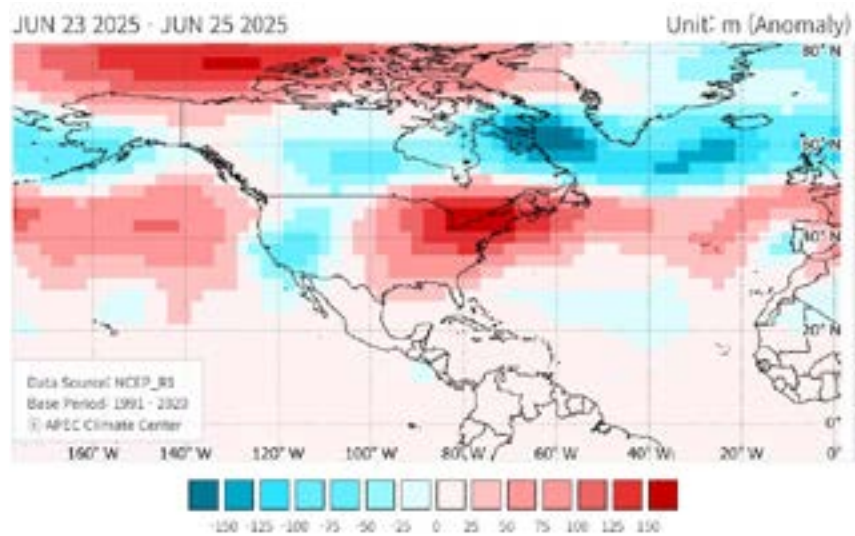 JUN 23 2025 - JUN 25 2025
Unit: m (Anomaly)
80° N
60° N
40° N
20° N
0°
Data Source: NCEP_R1
Base Period: 1991 - 2020
ⓒ APEC Climate Center
160° W 140° W 120° W 100° W 80° W 60° W 40° W 20° W 0°
-150 -125 -100 -75 -50 -25 0 25 50 75 100 125 150